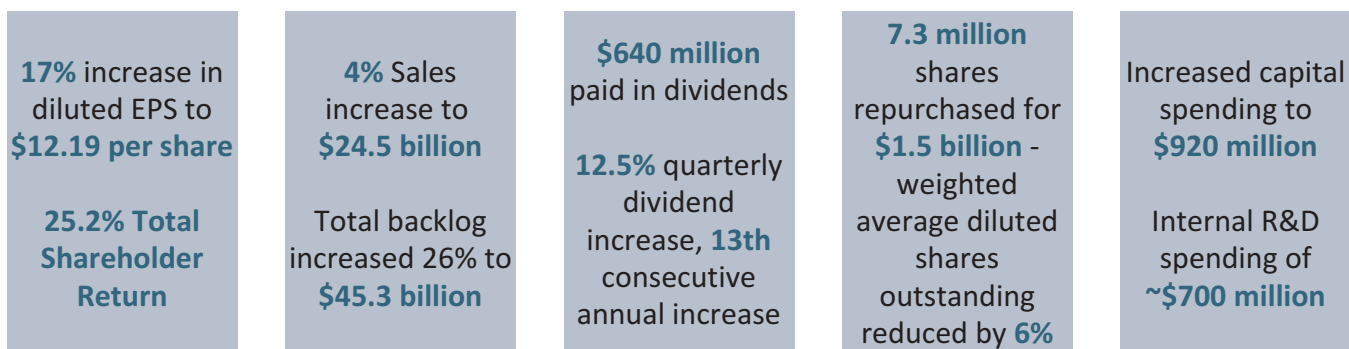 17% increase in
diluted EPS to
$12.19 per share
25.2% Total
Shareholder
Return
4% Sales
increase to
$24.5 billion
Total backlog
increased 26% to
$45.3 billion
$640 million
paid in dividends
12.5% quarterly
dividend
increase, 13th
consecutive
annual increase
7.3 million
shares
repurchased for
$1.5 billion -
weighted
average diluted
shares
outstanding
reduced by 6%
Increased capital
spending to
$920 million
Internal R&D
spending of
~$700 million